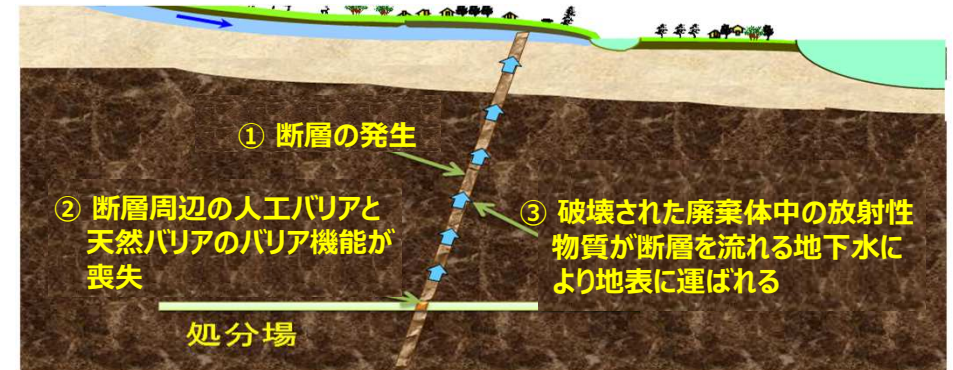 ① 断層の発生
② 断層周辺の人工バリアと
天然バリアのバリア機能が
喪失
③ 破壊された廃棄体中の放射性
物質が断層を流れる地下水に
より地表に運ばれる
処分場